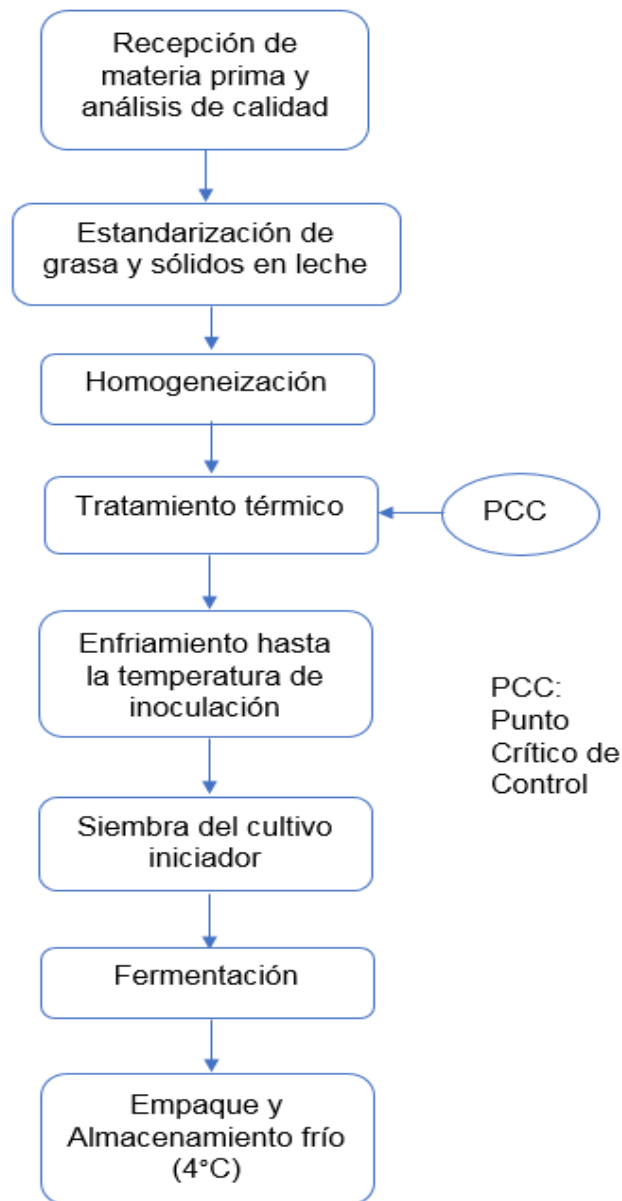 Recepción de
materia prima y
análisis de calidad
Estandarización de
grasa y sólidos en leche
Homogeneización
Tratamiento térmico
PCC
Enfriamiento hasta
la temperatura de
inoculación
PCC:
Punto
Crítico de
Control
Siembra del cultivo
iniciador
Fermentación
Empaque y
Almacenamiento frío
(4°C)